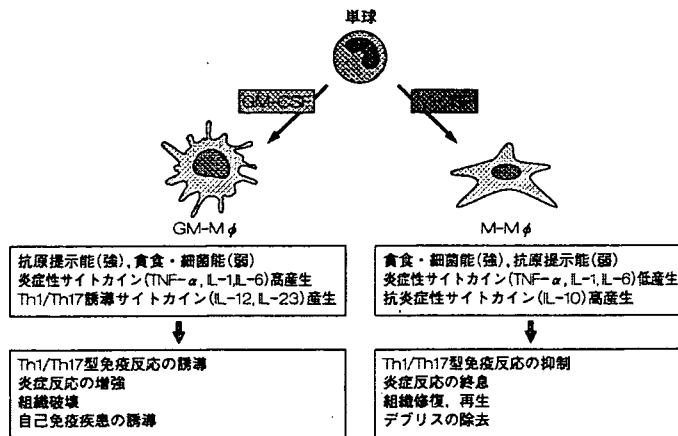 単球
GM-CSF
GM-Mφ
M-Mφ
抗原提示能(強), 貪食・細菌能(弱)
炎症性サイトカイン(TNF-α, IL-1,IL-6)高産生
Th1/Th17誘導サイトカイン(IL-12, IL-23)産生
貪食・細菌能(強), 抗原提示能(弱)
炎症性サイトカイン(TNF-α, IL-1, IL-6)低産生
抗炎症性サイトカイン(IL-10)高産生
Th1/Th17型免疫反応の誘導
炎症反応の増強
組織破壊
自己免疫疾患の誘導
Th1/Th17型免疫反応の抑制
炎症反応の終息
組織修復, 再生
デブリスの除去